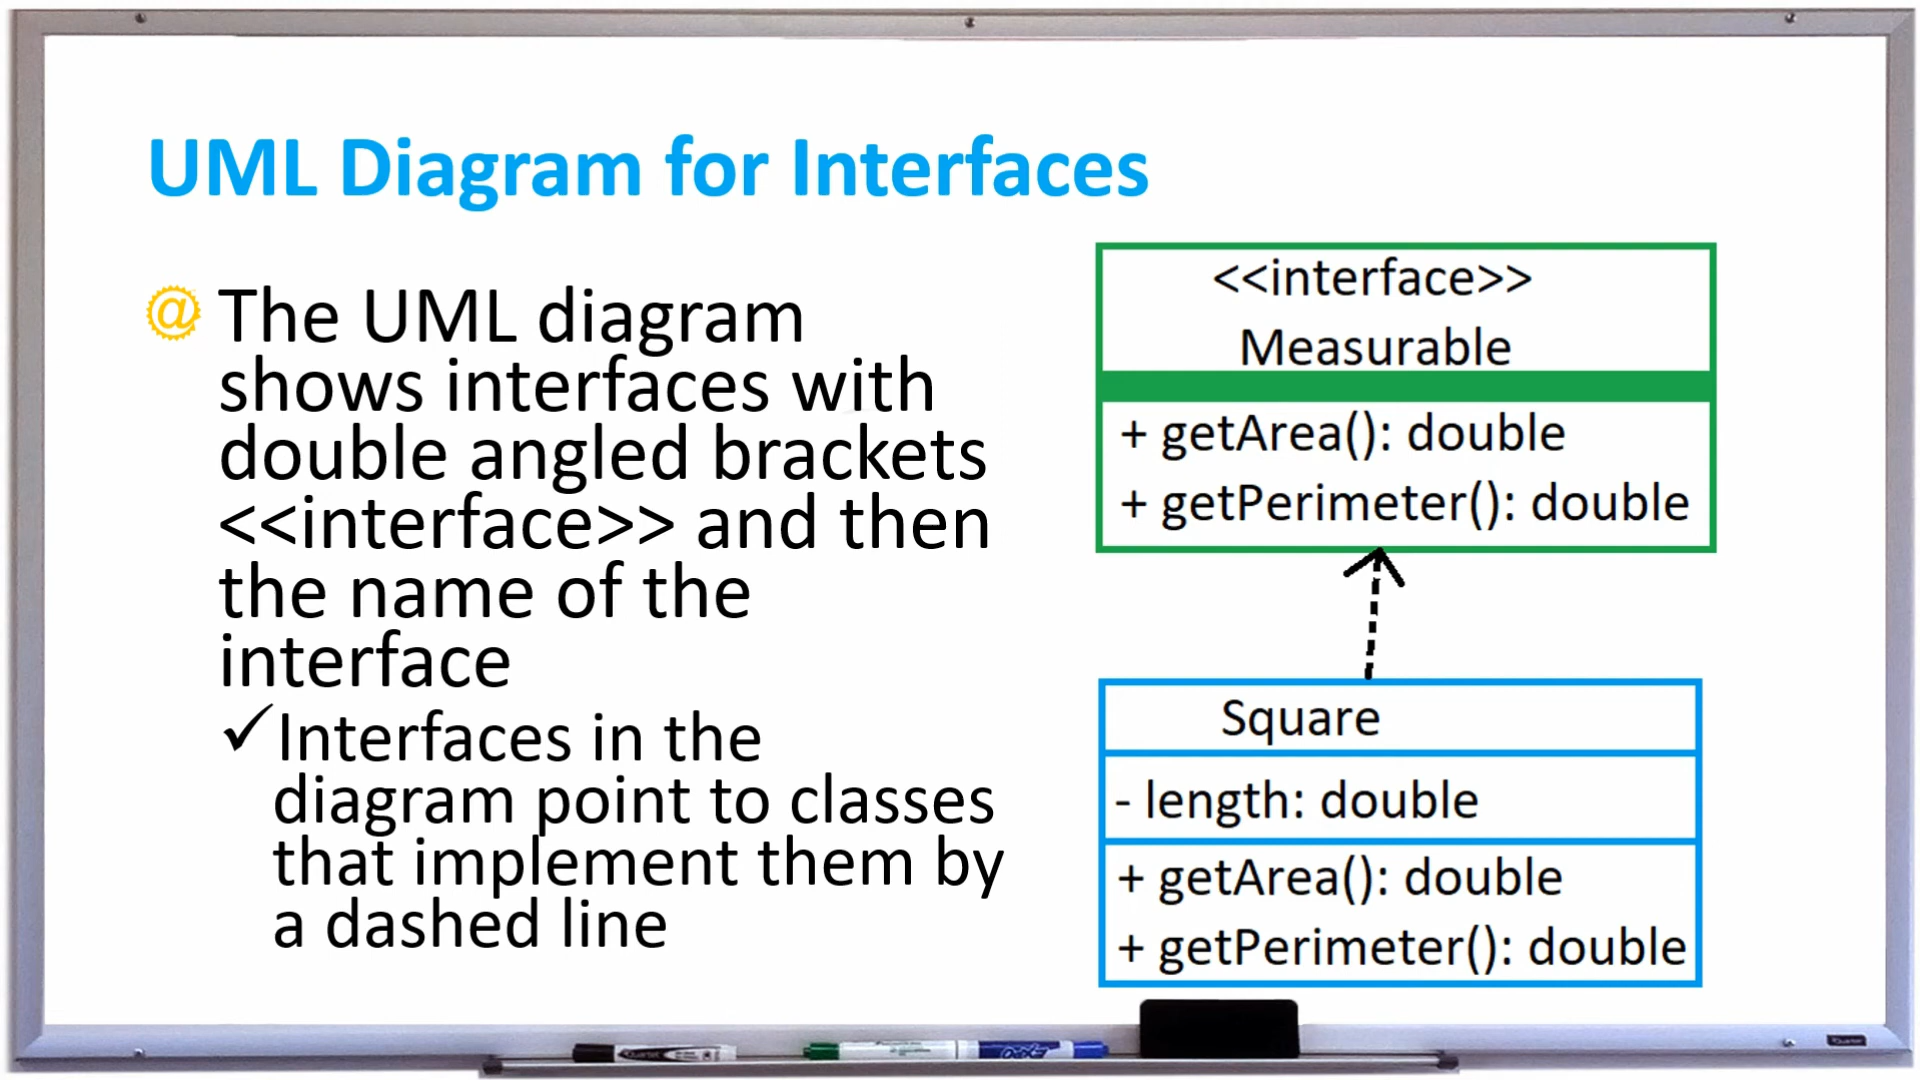 UML Diagram for Interfaces
@ The UML diagram
shows interfaces with
double angled brackets
<<interface>> and then
the name of the
interface
✓Interfaces in the
diagram point to classes
that implement them by
a dashed line
<<interface>>
Measurable
+ getArea(): double
+ getPerimeter(): double
Square
- length: double
+ getArea(): double
+ getPerimeter(): double
Quartet